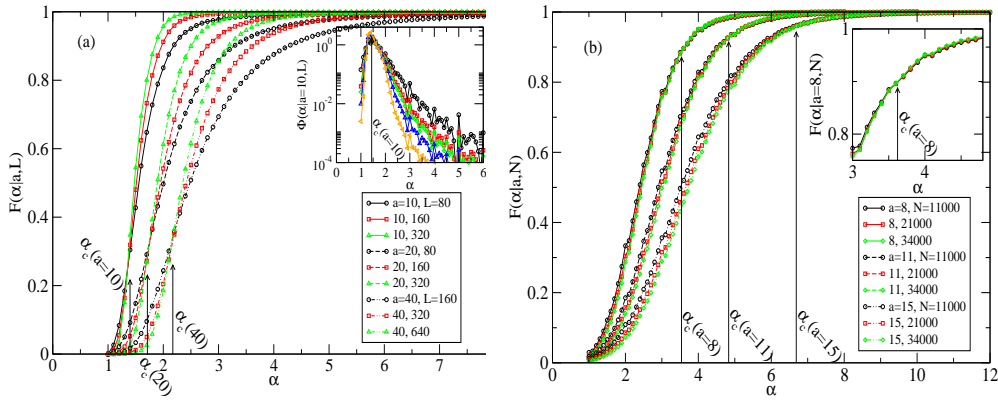 (a)
F(α|a,L)
1
0.8
0.6
0.4
0.2
0
0
1
2
3
4
5
6
7
α
α_c(a=10)
α_c(20)
α_c(40)
Φ(α|a=10,L)
10^0
10^-2
10^-4
0
1
2
3
4
5
6
α
α_c(a=10)
a=10, L=80
10, 160
10, 320
a=20, 80
20, 160
20, 320
a=40, L=160
40, 320
40, 640
(b)
F(α|a,N)
1
0.8
0.6
0.4
0.2
0
0
2
4
6
8
10
12
α
α_c(a=8)
α_c(a=11)
α_c(a=15)
F(α|a=8,N)
1
0.8
3
4
α
α_c(a=8)
a=8, N=11000
8, 21000
8, 34000
a=11, N=11000
11, 21000
11, 34000
a=15, N=11000
15, 21000
15, 34000